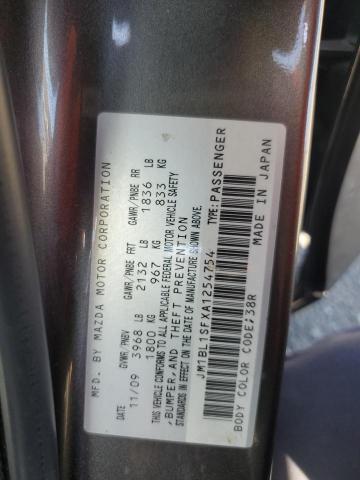 MFD. BY MAZDA MOTOR CORPORATION
DATE GVWR/PNBV GAWR/PNBE FRT GAWR/PNBE RR
11/09 3968 LB 2132 LB 1836 LB
1800 KG 967 KG 833 KG
THIS VEHICLE CONFORMS TO ALL APPLICABLE FEDERAL MOTOR VEHICLE SAFETY
,BUMPER,AND THEFT PREVENTION
STANDARDS IN EFFECT ON THE DATE OF MANUFACTURE SHOWN ABOVE.
JM1BL1SFXA1254754 TYPE:PASSENGER
BODY COLOR CODE/38R MADE IN JAPAN